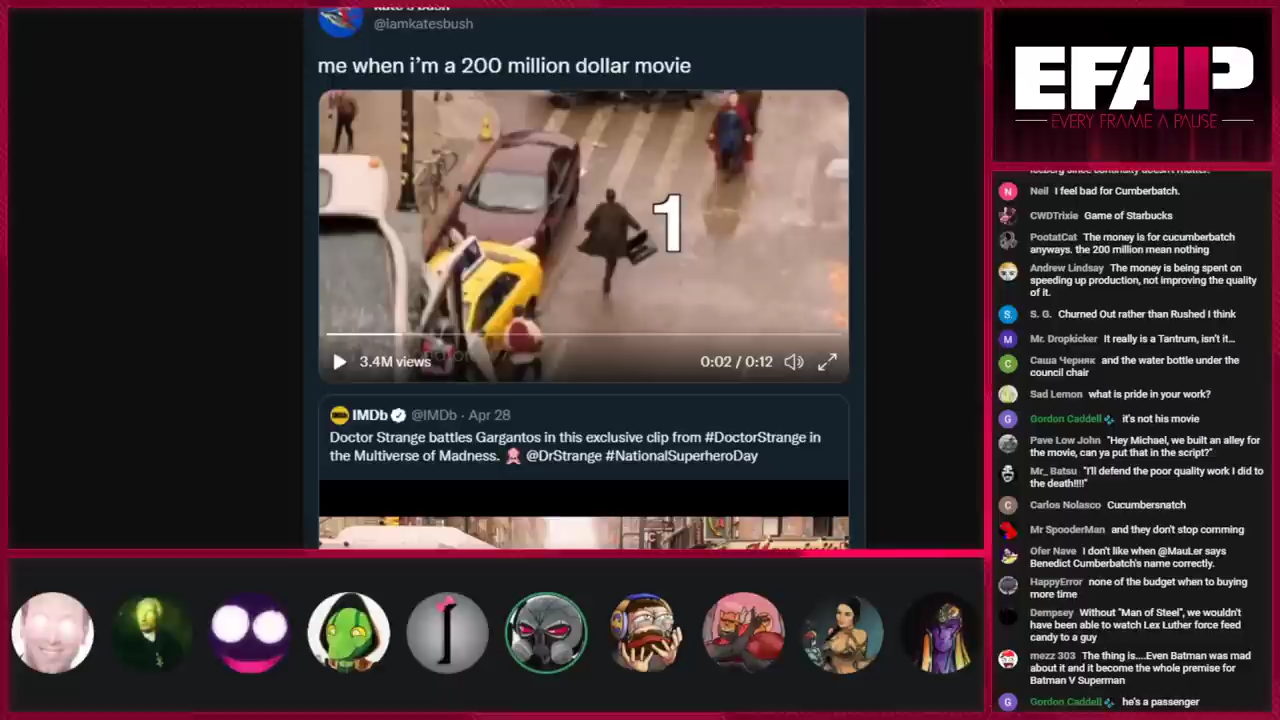 kate's bush
@iamkatesbush
me when i'm a 200 million dollar movie
1
3.4M views
0:02 / 0:12
IMDb @IMDb · Apr 28
Doctor Strange battles Gargantos in this exclusive clip from #DoctorStrange in
the Multiverse of Madness. @DrStrange #NationalSuperheroDay
EFAP
EVERY FRAME A PAUSE
iceberg since continuity doesn't matter.
Neil I feel bad for Cumberbatch.
CWDTrixie Game of Starbucks
PootatCat The money is for cucumberbatch
anyways. the 200 million mean nothing
Andrew Lindsay The money is being spent on
speeding up production, not improving the quality
of it.
S. G. Churned Out rather than Rushed I think
Mr. Dropkicker It really is a Tantrum, isn't it...
Саша Черняк and the water bottle under the
council chair
Sad Lemon what is pride in your work?
Gordon Caddell it's not his movie
Pave Low John "Hey Michael, we built an alley for
the movie, can ya put that in the script?"
Mr_ Batsu "I'll defend the poor quality work I did to
the death!!!!"
Carlos Nolasco Cucumbersnatch
Mr SpooderMan and they don't stop comming
Ofer Nave I don't like when @MauLer says
Benedict Cumberbatch's name correctly.
HappyError none of the budget when to buying
more time
Dempsey Without "Man of Steel", we wouldn't
have been able to watch Lex Luther force feed
candy to a guy
mezz 303 The thing is....Even Batman was mad
about it and it become the whole premise for
Batman V Superman
Gordon Caddell he's a passenger